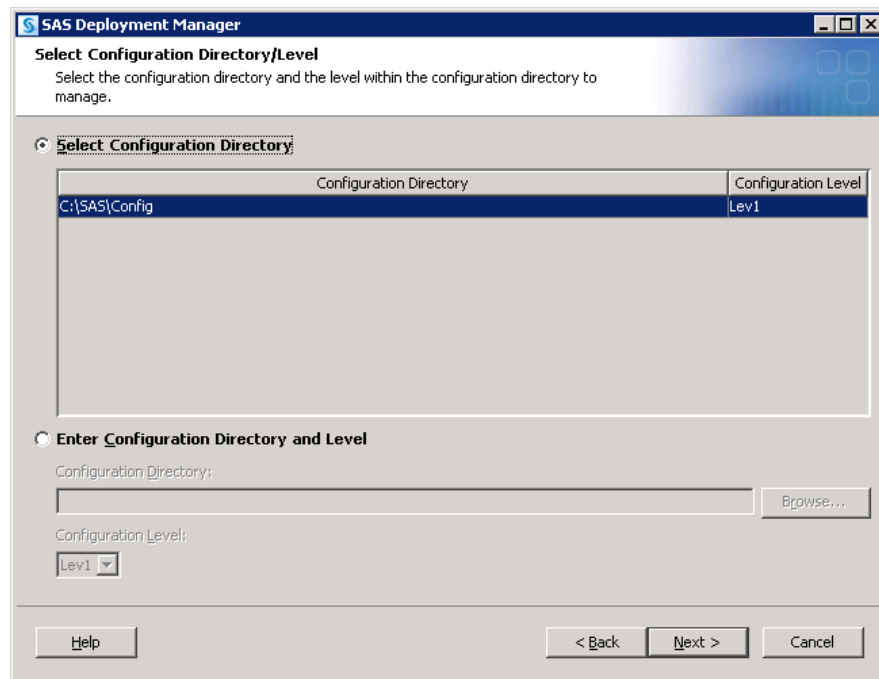 SAS Deployment Manager
Select Configuration Directory/Level
Select the configuration directory and the level within the configuration directory to
manage.
Select Configuration Directory
Configuration Directory Configuration Level
C:\SAS\Config Lev1
Enter Configuration Directory and Level
Configuration Directory:
Browse...
Configuration Level:
Lev1
Help < Back Next > Cancel